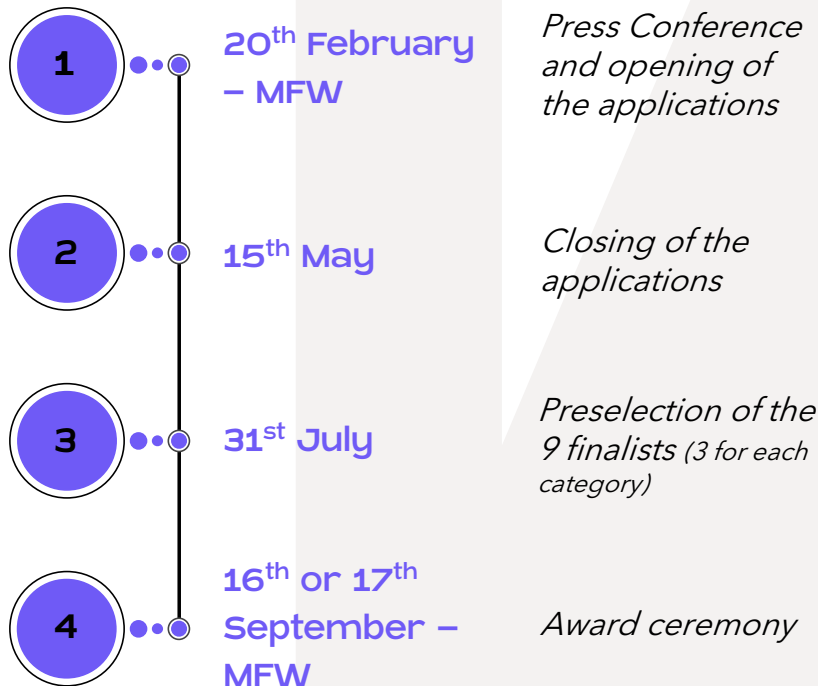 1
20th February
– MFW
Press Conference
and opening of
the applications
2
15th May
Closing of the
applications
3
31st July
Preselection of the
9 finalists (3 for each
category)
4
16th or 17th
September –
MFW
Award ceremony